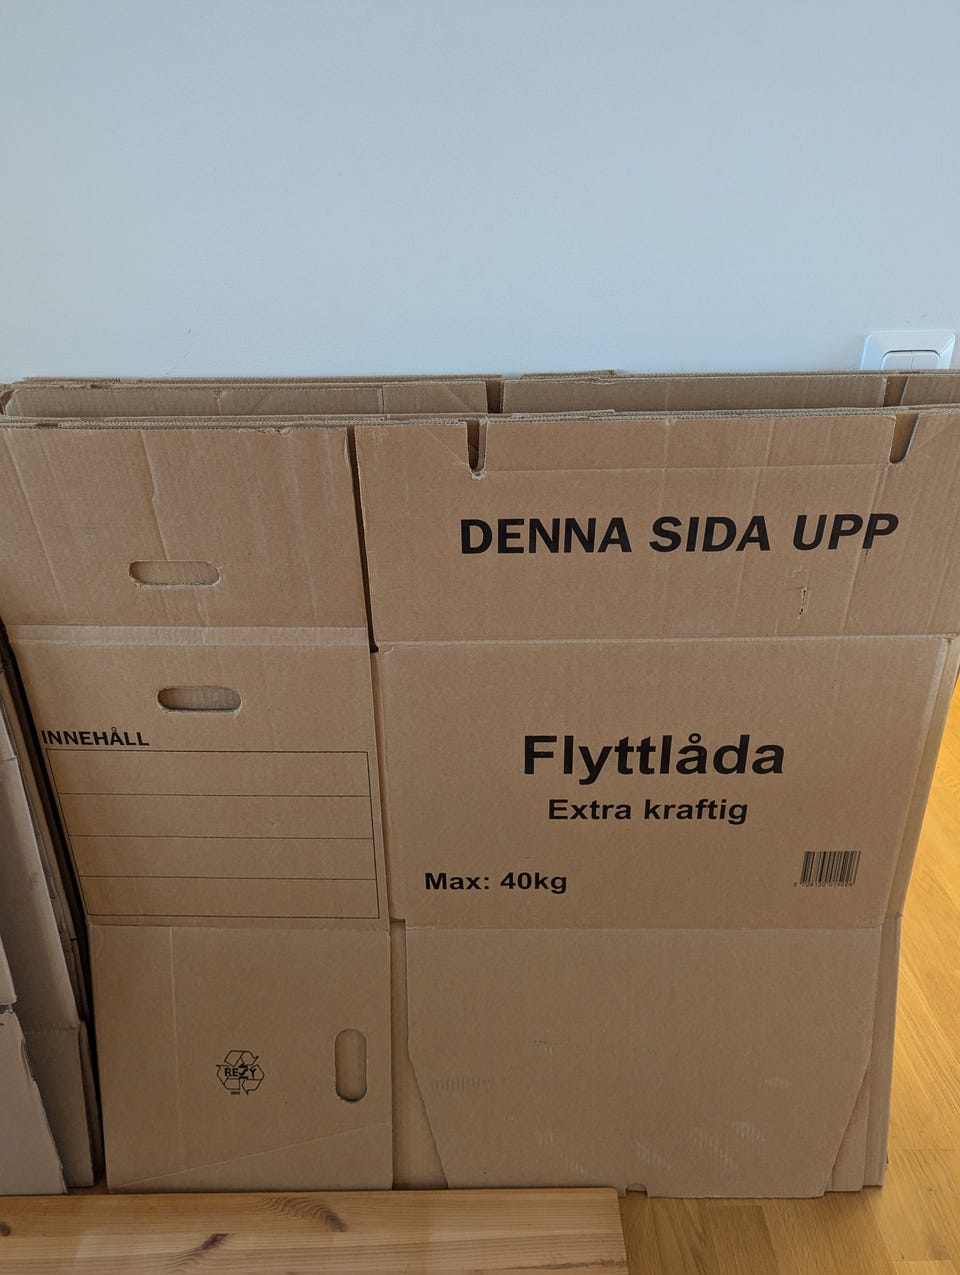 DENNA SIDA UPP
INNEHÅLL
Flyttlåda
Extra kraftig
Max: 40kg
RESY